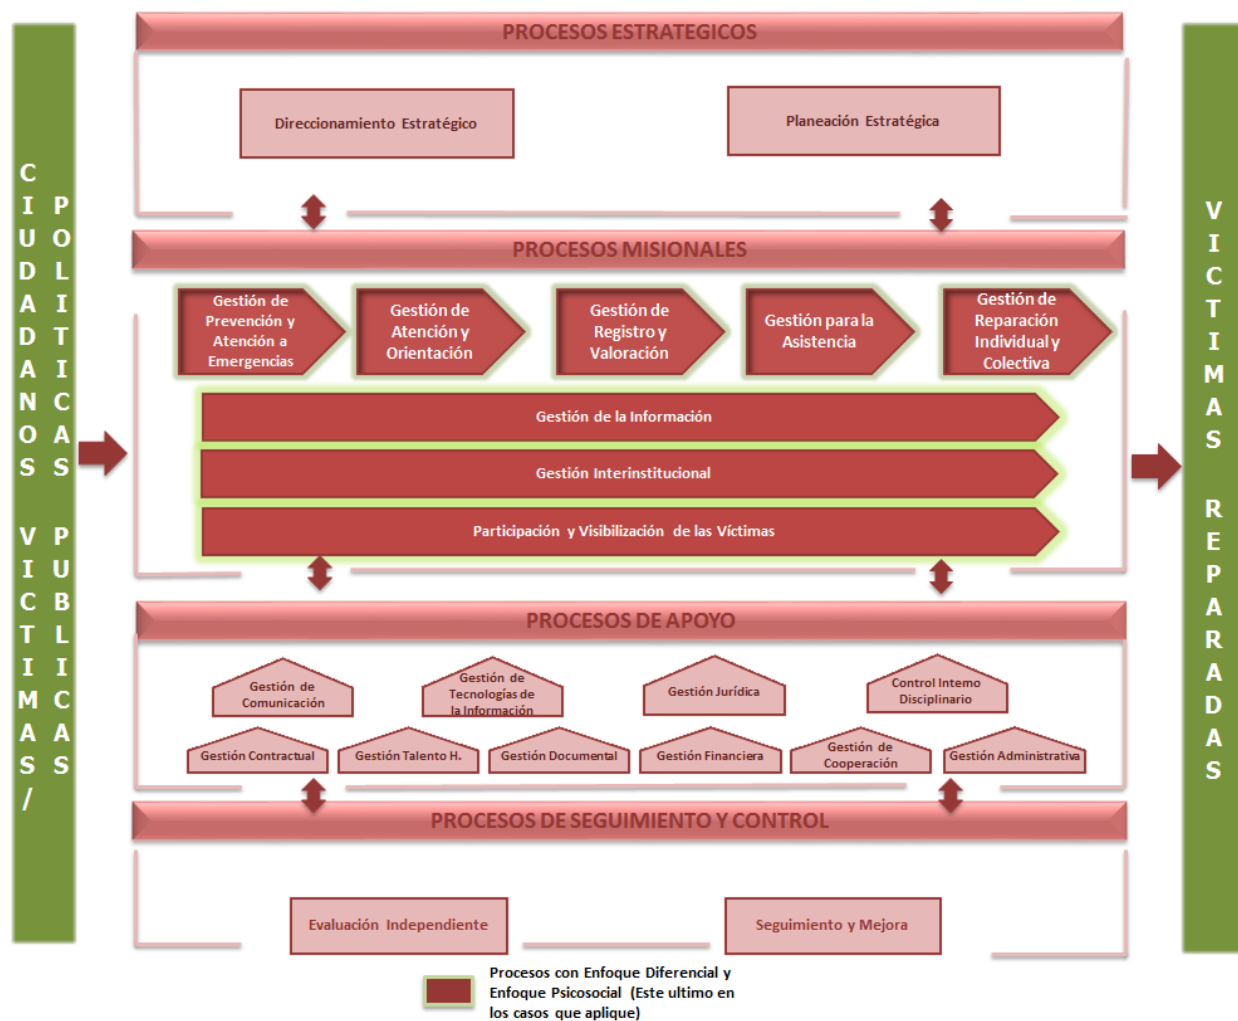 CIUDADANOS VICTIMAS/
POLITICAS PUBLICAS
PROCESOS ESTRATEGICOS
Direccionamiento Estratégico
Planeación Estratégica
PROCESOS MISIONALES
Gestión de
Prevención y
Atención a
Emergencias
Gestión de
Atención y
Orientación
Gestión de
Registro y
Valoración
Gestión para la
Asistencia
Gestión de
Reparación
Individual y
Colectiva
Gestión de la Información
Gestión Interinstitucional
Participación y Visibilización de las Víctimas
PROCESOS DE APOYO
Gestión de
Comunicación
Gestión de
Tecnologías de
la Información
Gestión Jurídica
Control Interno
Disciplinario
Gestión Contractual
Gestión Talento H.
Gestión Documental
Gestión Financiera
Gestión de
Cooperación
Gestión Administrativa
PROCESOS DE SEGUIMIENTO Y CONTROL
Evaluación Independiente
Seguimiento y Mejora
Procesos con Enfoque Diferencial y
Enfoque Psicosocial (Este ultimo en
los casos que aplique)
VICTIMAS REPARADAS